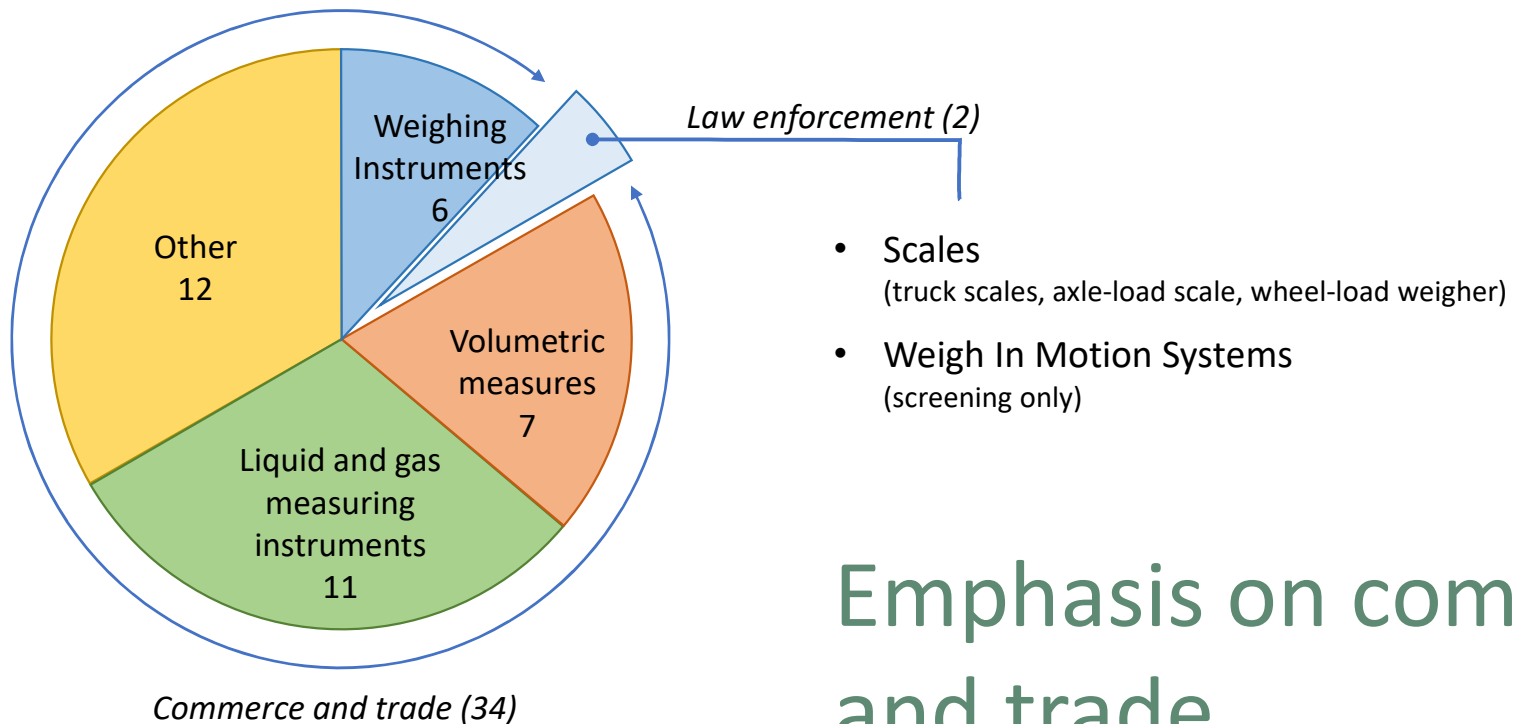 Weighing
Instruments
6
Law enforcement (2)
Other
12
Volumetric
measures
7
Liquid and gas
measuring
instruments
11
Commerce and trade (34)
• Scales
(truck scales, axle-load scale, wheel-load weigher)
• Weigh In Motion Systems
(screening only)
Emphasis on com
and trade